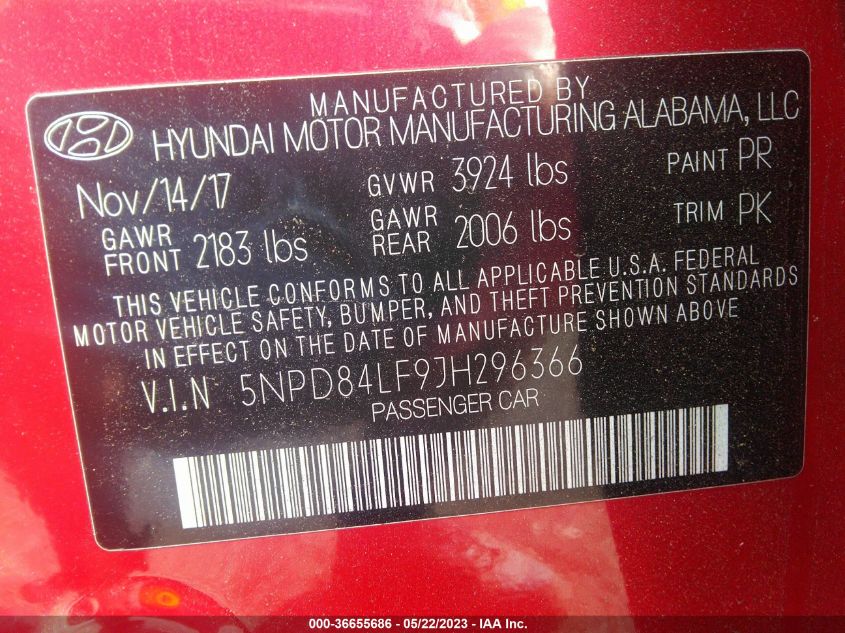 MANUFACTURED BY
HYUNDAI MOTOR MANUFACTURING ALABAMA, LLC
Nov/14/17 GVWR 3924 lbs PAINT PR
GAWR FRONT 2183 lbs GAWR REAR 2006 lbs TRIM PK
THIS VEHICLE CONFORMS TO ALL APPLICABLE U.S.A. FEDERAL
MOTOR VEHICLE SAFETY, BUMPER, AND THEFT PREVENTION STANDARDS
IN EFFECT ON THE DATE OF MANUFACTURE SHOWN ABOVE
V.I.N 5NPD84LF9JH296366
PASSENGER CAR
000-36655686 - 05/22/2023 - IAA Inc.